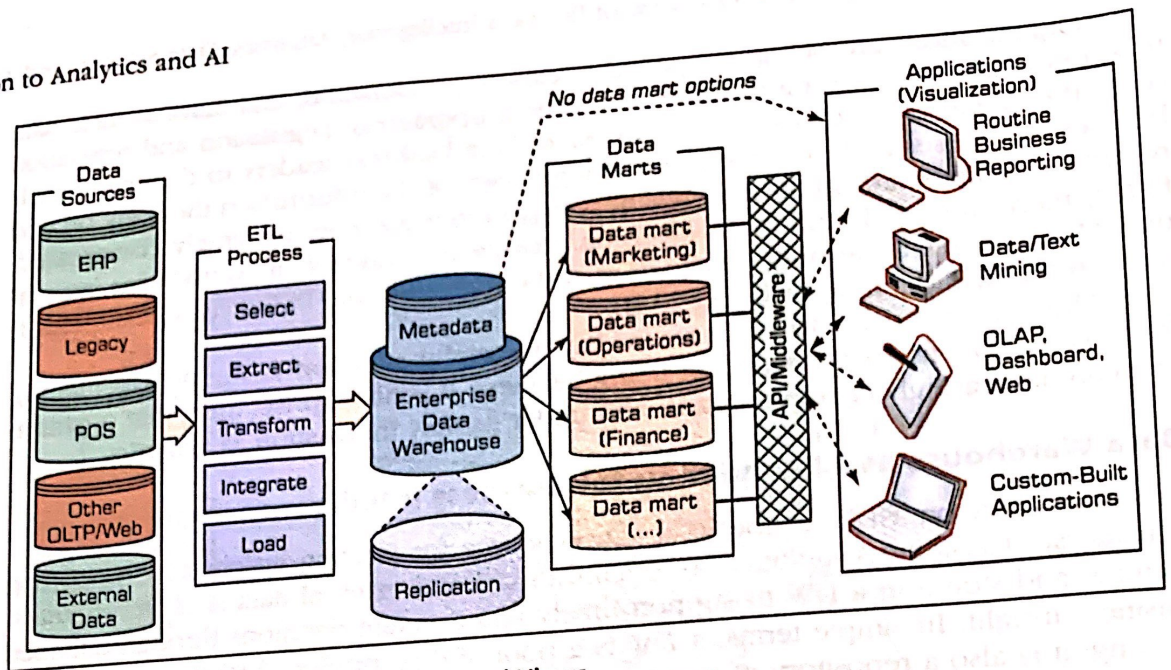 on to Analytics and AI
No data mart options
Applications
(Visualization)
Data
Sources
ERP
Legacy
POS
Other
OLTP/Web
External
Data
ETL
Process
Select
Extract
Transform
Integrate
Load
Metadata
Enterprise
Data
Warehouse
Replication
Data
Marts
Data mart
(Marketing)
Data mart
(Operations)
Data mart
(Finance)
Data mart
(...)
API/Middleware
Routine
Business
Reporting
Data/Text
Mining
OLAP,
Dashboard,
Web
Custom-Built
Applications